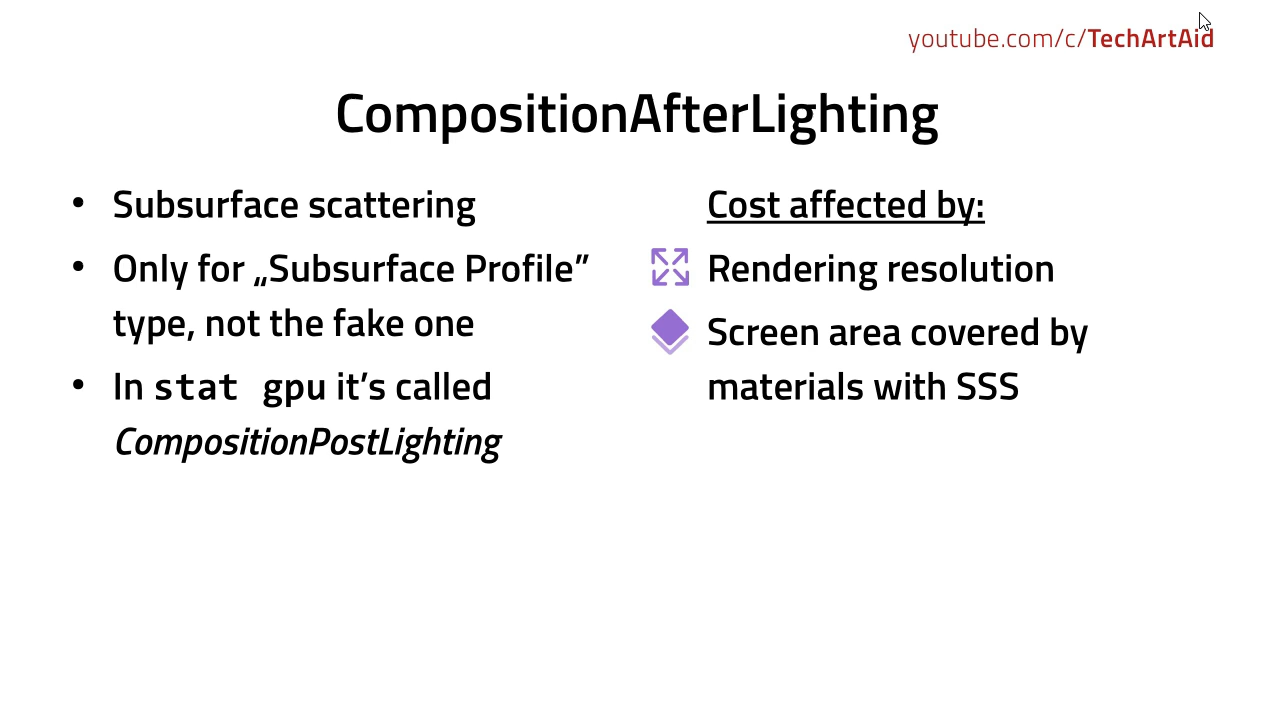 youtube.com/c/TechArtAid
CompositionAfterLighting
• Subsurface scattering
• Only for „Subsurface Profile”
type, not the fake one
• In stat gpu it’s called
CompositionPostLighting
Cost affected by:
Rendering resolution
Screen area covered by
materials with SSS